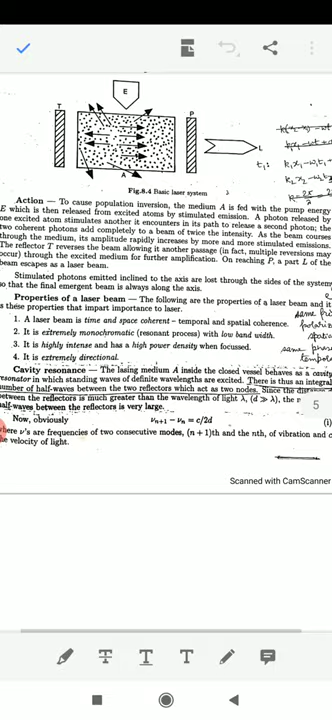 E
T
P
L
A
Fig.8.4 Basic laser system
Action — To cause population inversion, the medium A is fed with the pump energy
E which is then released from excited atoms by stimulated emission. A photon released by
one excited atom stimulates another it encounters in its path to release a second photon; the
two coherent photons add completely to a beam of twice the intensity. As the beam courses
through the medium, its amplitude rapidly increases by more and more stimulated emissions.
The reflector T reverses the beam allowing it another passage (in fact, multiple reversions may
occur) through the excited medium for further amplification. On reaching P, a part L of the
beam escapes as a laser beam.
Stimulated photons emitted inclined to the axis are lost through the sides of the system
so that the final emergent beam is always along the axis.
Properties of a laser beam — The following are the properties of a laser beam and it
is these properties that impart importance to laser.
1. A laser beam is time and space coherent – temporal and spatial coherence.
2. It is extremely monochromatic (resonant process) with low band width.
3. It is highly intense and has a high power density when focussed.
same phase
4. It is extremely directional.
Cavity resonance — The lasing medium A inside the closed vessel behaves as a cavity
resonator in which standing waves of definite wavelengths are excited. There is thus an integral
number of half-waves between the two reflectors which act as two nodes. Since the distance d
between the reflectors is much greater than the wavelength of light λ, (d ≫ λ), the
half-waves between the reflectors is very large.
5
Now, obviously νn+1 − νn = c/2d (i)
where ν's are frequencies of two consecutive modes, (n + 1)th and the nth, of vibration and c
the velocity of light.
Scanned with CamScanner